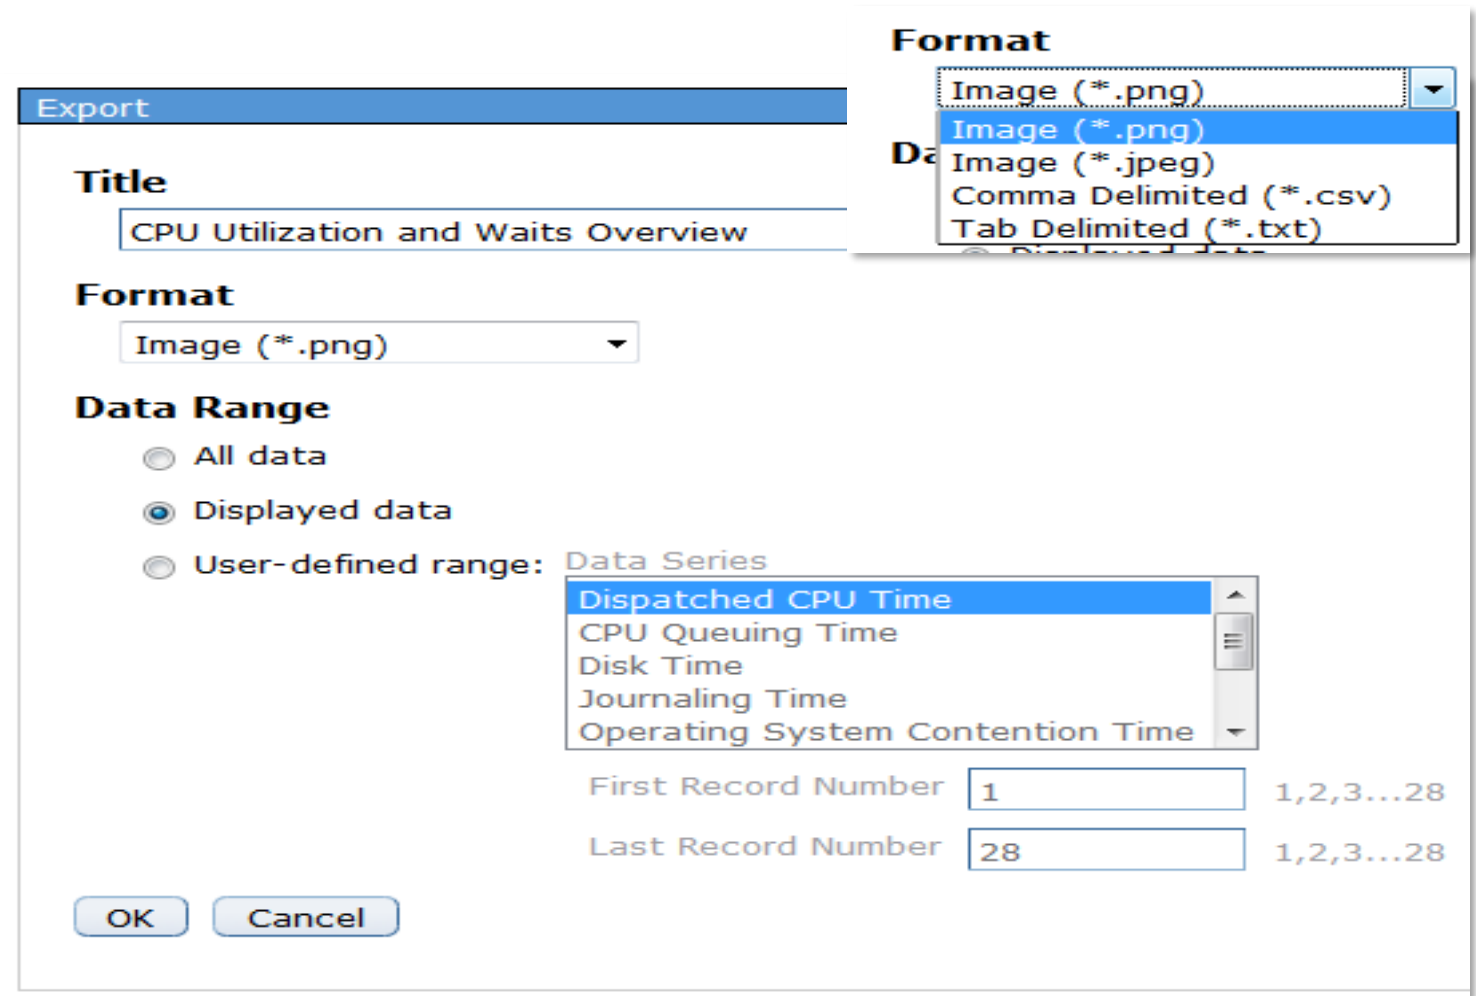 Export
Title
CPU Utilization and Waits Overview
Format
Image (*.png)
Data Range
All data
Displayed data
User-defined range: Data Series
Dispatched CPU Time
CPU Queuing Time
Disk Time
Journaling Time
Operating System Contention Time
First Record Number 1 1,2,3...28
Last Record Number 28 1,2,3...28
OK Cancel
Format
Image (*.png)
Image (*.png)
Da
Image (*.jpeg)
Comma Delimited (*.csv)
Tab Delimited (*.txt)
Displayed data